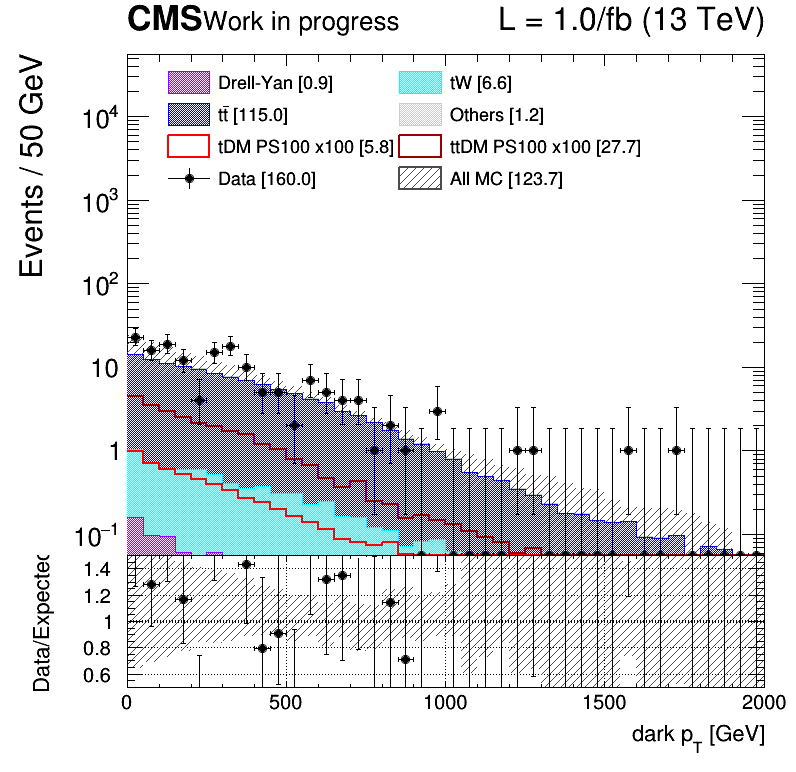 CMS Work in progress L = 1.0/fb (13 TeV)
Events / 50 GeV
Drell-Yan [0.9] tW [6.6]
tt̄ [115.0] Others [1.2]
tDM PS100 x100 [5.8] ttDM PS100 x100 [27.7]
Data [160.0] All MC [123.7]
10⁴
10³
10²
10
1
10⁻¹
Data/Expected
1.4
1.2
1
0.8
0.6
0 500 1000 1500 2000
dark p_T [GeV]